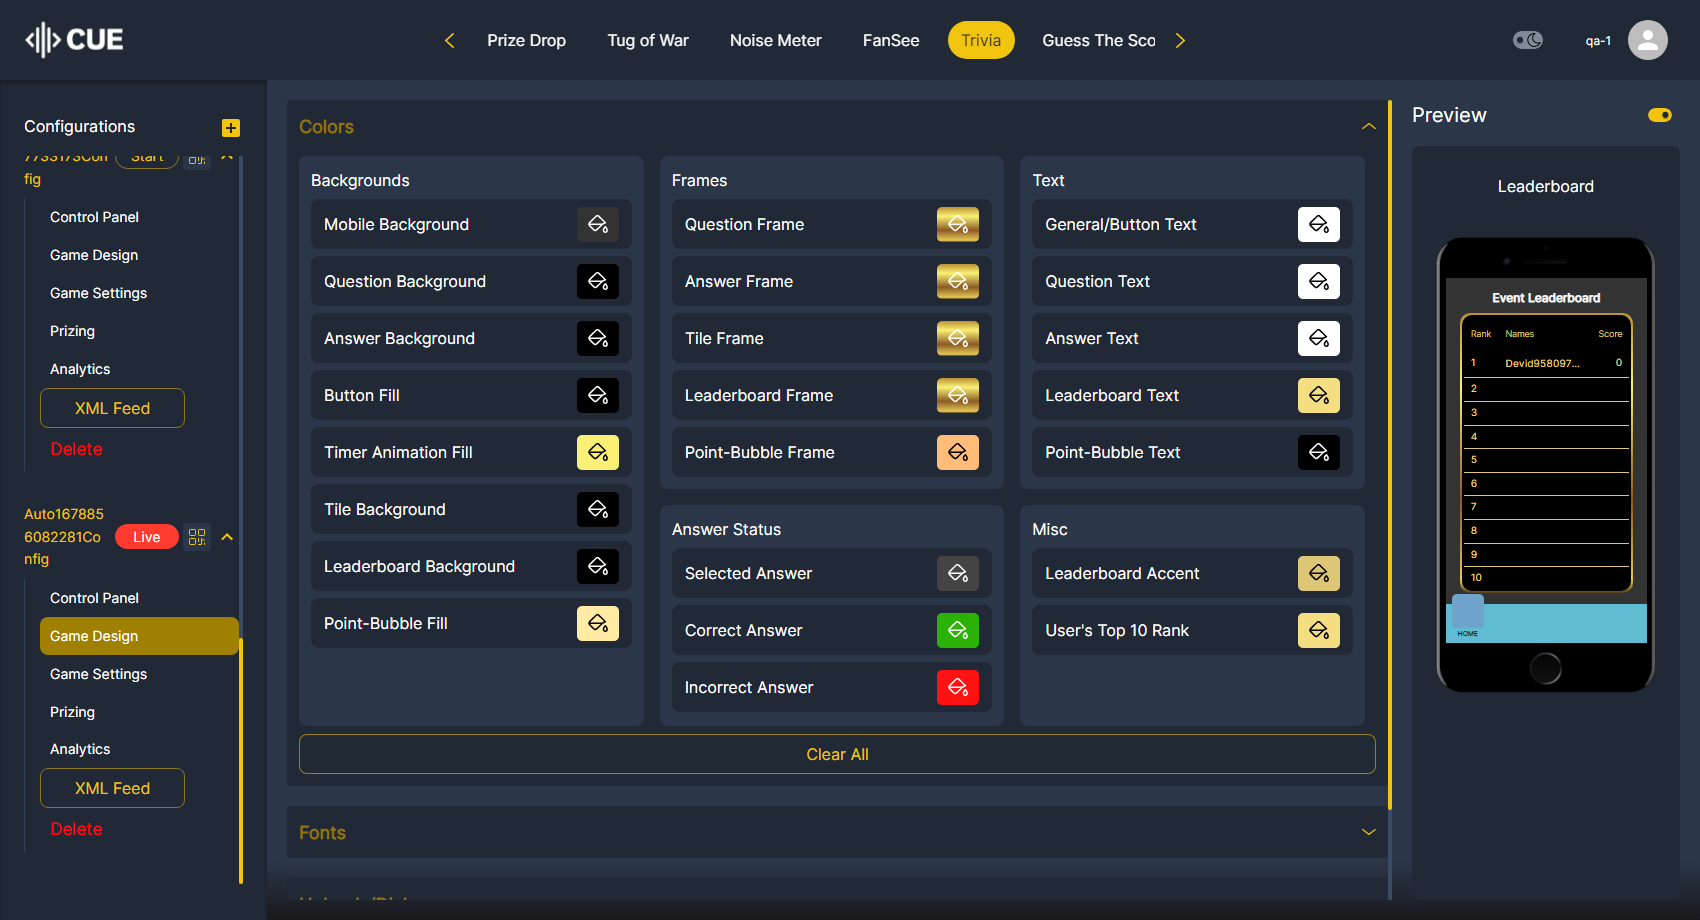 CUE
Prize Drop
Tug of War
Noise Meter
FanSee
Trivia
Guess The Sco
qa-1
Configurations
fig
Start
Control Panel
Game Design
Game Settings
Prizing
Analytics
XML Feed
Delete
Auto167885
6082281Co
nfig
Live
Control Panel
Game Design
Game Settings
Prizing
Analytics
XML Feed
Delete
Colors
Backgrounds
Mobile Background
Question Background
Answer Background
Button Fill
Timer Animation Fill
Tile Background
Leaderboard Background
Point-Bubble Fill
Frames
Question Frame
Answer Frame
Tile Frame
Leaderboard Frame
Point-Bubble Frame
Text
General/Button Text
Question Text
Answer Text
Leaderboard Text
Point-Bubble Text
Answer Status
Selected Answer
Correct Answer
Incorrect Answer
Misc
Leaderboard Accent
User's Top 10 Rank
Clear All
Fonts
Preview
Leaderboard
Event Leaderboard
Rank Names Score
1 Devid958097... 0
2
3
4
5
6
7
8
9
10
HOME